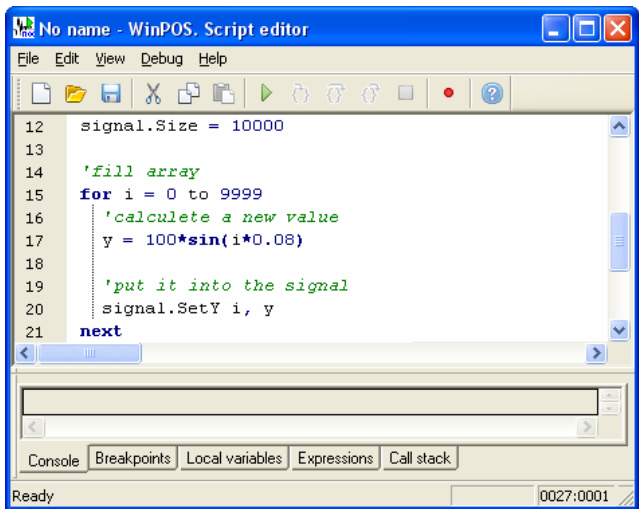 No name - WinPOS. Script editor
File Edit View Debug Help
12 signal.Size = 10000
13
14 'fill array
15 for i = 0 to 9999
16 'calculete a new value
17 y = 100*sin(i*0.08)
18
19 'put it into the signal
20 signal.SetY i, y
21 next
Console Breakpoints Local variables Expressions Call stack
Ready 0027:0001